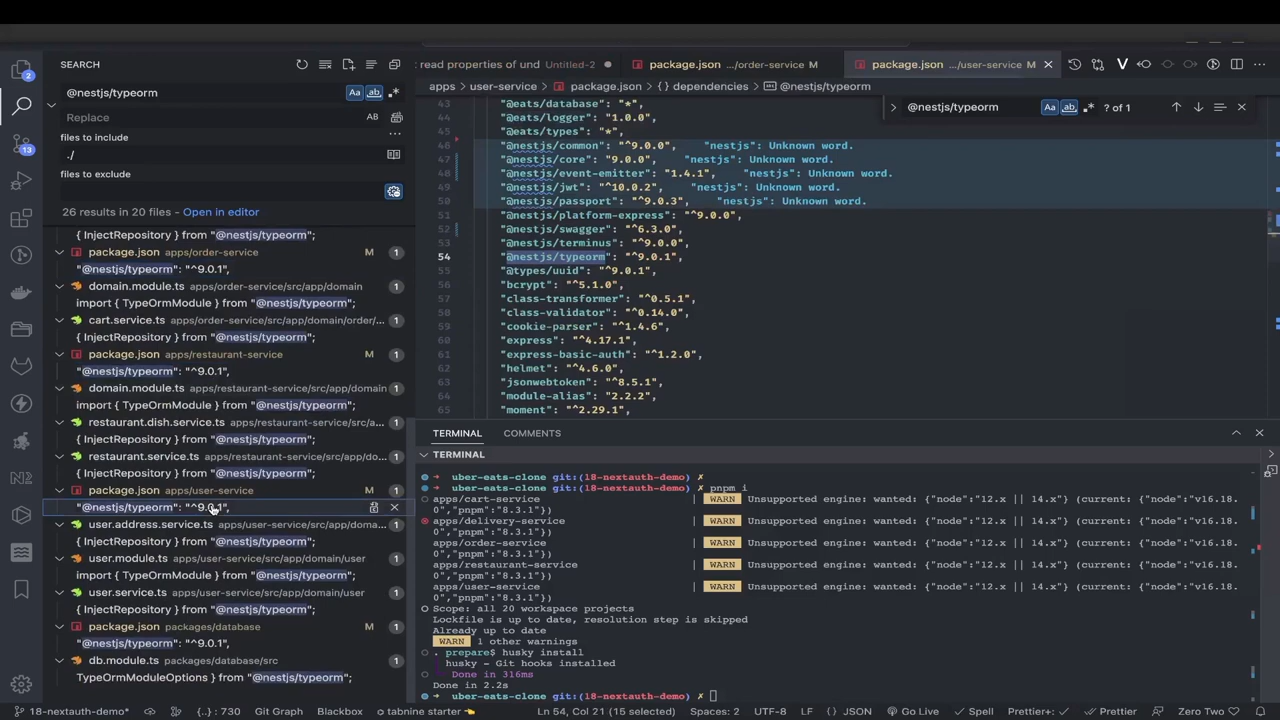 SEARCH
read properties of und Untitled-2
package.json .../order-service M
package.json .../user-service M
@nestjs/typeorm
Aa
ab
apps > user-service > package.json > { } dependencies > @nestjs/typeorm
Replace
AB
@nestjs/typeorm
Aa
ab
? of 1
files to include
./
files to exclude
26 results in 20 files - Open in editor
43 "@eats/database": "*",
44 "@eats/logger": "1.0.0",
45 "@eats/types": "*",
46 "@nestjs/common": "^9.0.0", "nestjs": Unknown word.
47 "@nestjs/core": "9.0.0", "nestjs": Unknown word.
48 "@nestjs/event-emitter": "1.4.1", "nestjs": Unknown word.
49 "@nestjs/jwt": "^10.0.2", "nestjs": Unknown word.
50 "@nestjs/passport": "^9.0.3", "nestjs": Unknown word.
51 "@nestjs/platform-express": "^9.0.0",
52 "@nestjs/swagger": "^6.3.0",
53 "@nestjs/terminus": "^9.0.0",
54 "@nestjs/typeorm": "^9.0.1",
55 "@types/uuid": "^9.0.1",
56 "bcrypt": "^5.1.0",
57 "class-transformer": "^0.5.1",
58 "class-validator": "^0.14.0",
59 "cookie-parser": "^1.4.6",
60 "express": "^4.17.1",
61 "express-basic-auth": "^1.2.0",
62 "helmet": "^4.6.0",
63 "jsonwebtoken": "^8.5.1",
64 "module-alias": "2.2.2",
65 "moment": "^2.29.1",
{ InjectRepository } from "@nestjs/typeorm";
package.json apps/order-service M 1
"@nestjs/typeorm": "^9.0.1",
domain.module.ts apps/order-service/src/app/domain 1
import { TypeOrmModule } from "@nestjs/typeorm";
cart.service.ts apps/order-service/src/app/domain/order/... 1
{ InjectRepository } from "@nestjs/typeorm";
package.json apps/restaurant-service M 1
"@nestjs/typeorm": "^9.0.1",
domain.module.ts apps/restaurant-service/src/app/domain 1
import { TypeOrmModule } from "@nestjs/typeorm";
restaurant.dish.service.ts apps/restaurant-service/src/a... 1
{ InjectRepository } from "@nestjs/typeorm";
restaurant.service.ts apps/restaurant-service/src/app/do... 1
{ InjectRepository } from "@nestjs/typeorm";
package.json apps/user-service M 1
"@nestjs/typeorm": "^9.0.1",
user.address.service.ts apps/user-service/src/app/doma... 1
{ InjectRepository } from "@nestjs/typeorm";
user.module.ts apps/user-service/src/app/domain/user 1
import { TypeOrmModule } from "@nestjs/typeorm";
user.service.ts apps/user-service/src/app/domain/user 1
{ InjectRepository } from "@nestjs/typeorm";
package.json packages/database M 1
"@nestjs/typeorm": "^9.0.1",
db.module.ts packages/database/src 1
TypeOrmModuleOptions } from "@nestjs/typeorm";
TERMINAL COMMENTS
TERMINAL
uber-eats-clone git:(18-nextauth-demo) ✗
uber-eats-clone git:(18-nextauth-demo) ✗ pnpm i
apps/cart-service | WARN Unsupported engine: wanted: {"node":"12.x || 14.x"} (current: {"node":"v16.18.
0","pnpm":"8.3.1"})
apps/delivery-service | WARN Unsupported engine: wanted: {"node":"12.x || 14.x"} (current: {"node":"v16.18.
0","pnpm":"8.3.1"})
apps/order-service | WARN Unsupported engine: wanted: {"node":"12.x || 14.x"} (current: {"node":"v16.18.
0","pnpm":"8.3.1"})
apps/restaurant-service | WARN Unsupported engine: wanted: {"node":"12.x || 14.x"} (current: {"node":"v16.18.
0","pnpm":"8.3.1"})
apps/user-service | WARN Unsupported engine: wanted: {"node":"12.x || 14.x"} (current: {"node":"v16.18.
0","pnpm":"8.3.1"})
Scope: all 20 workspace projects
Lockfile is up to date, resolution step is skipped
Already up to date
WARN 1 other warnings
. prepare$ husky install
husky - Git hooks installed
Done in 316ms
Done in 2.2s
uber-eats-clone git:(18-nextauth-demo) ✗
2
13
N2
18-nextauth-demo* {..}: 730 Git Graph Blackbox tabnine starter Ln 54, Col 21 (15 selected) Spaces: 2 UTF-8 LF { } JSON Go Live Spell Prettier+: Prettier Zero Two